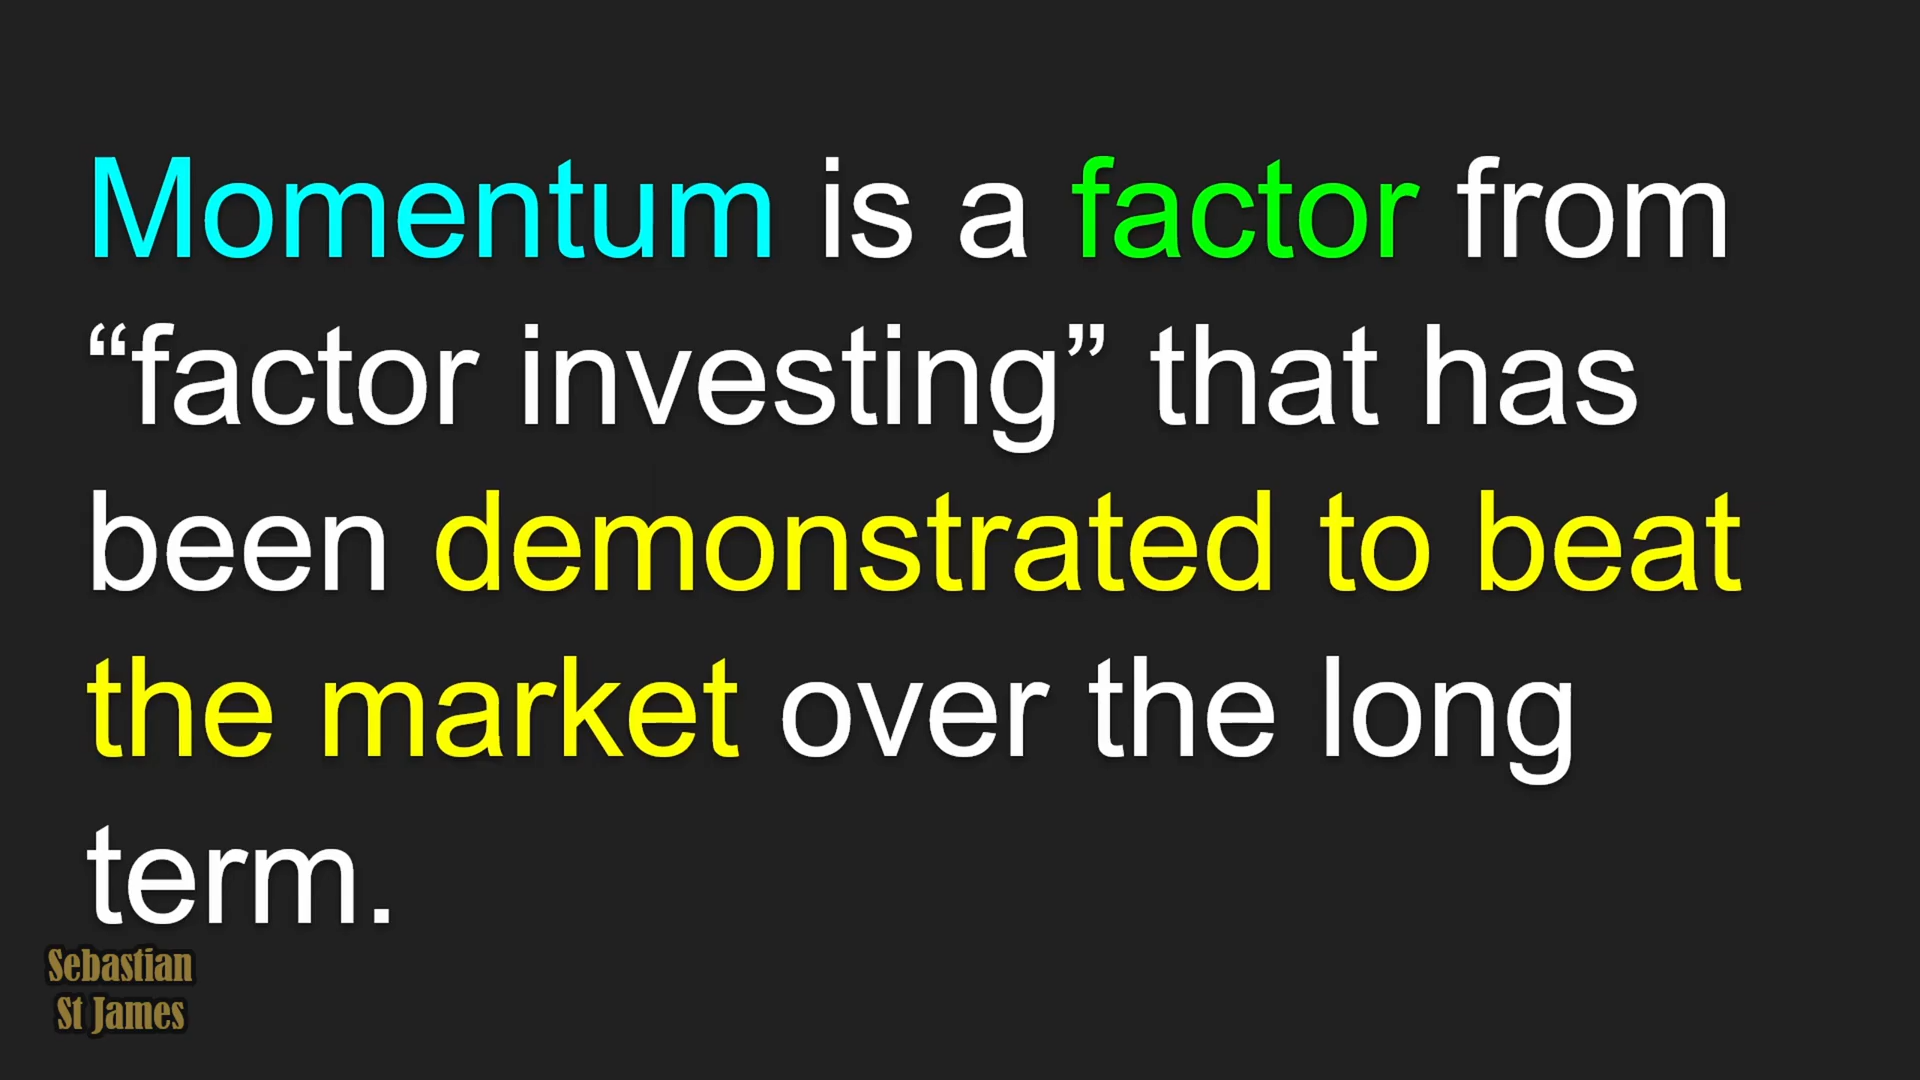 Momentum is a factor from
“factor investing” that has
been demonstrated to beat
the market over the long
term.
Sebastian
St James